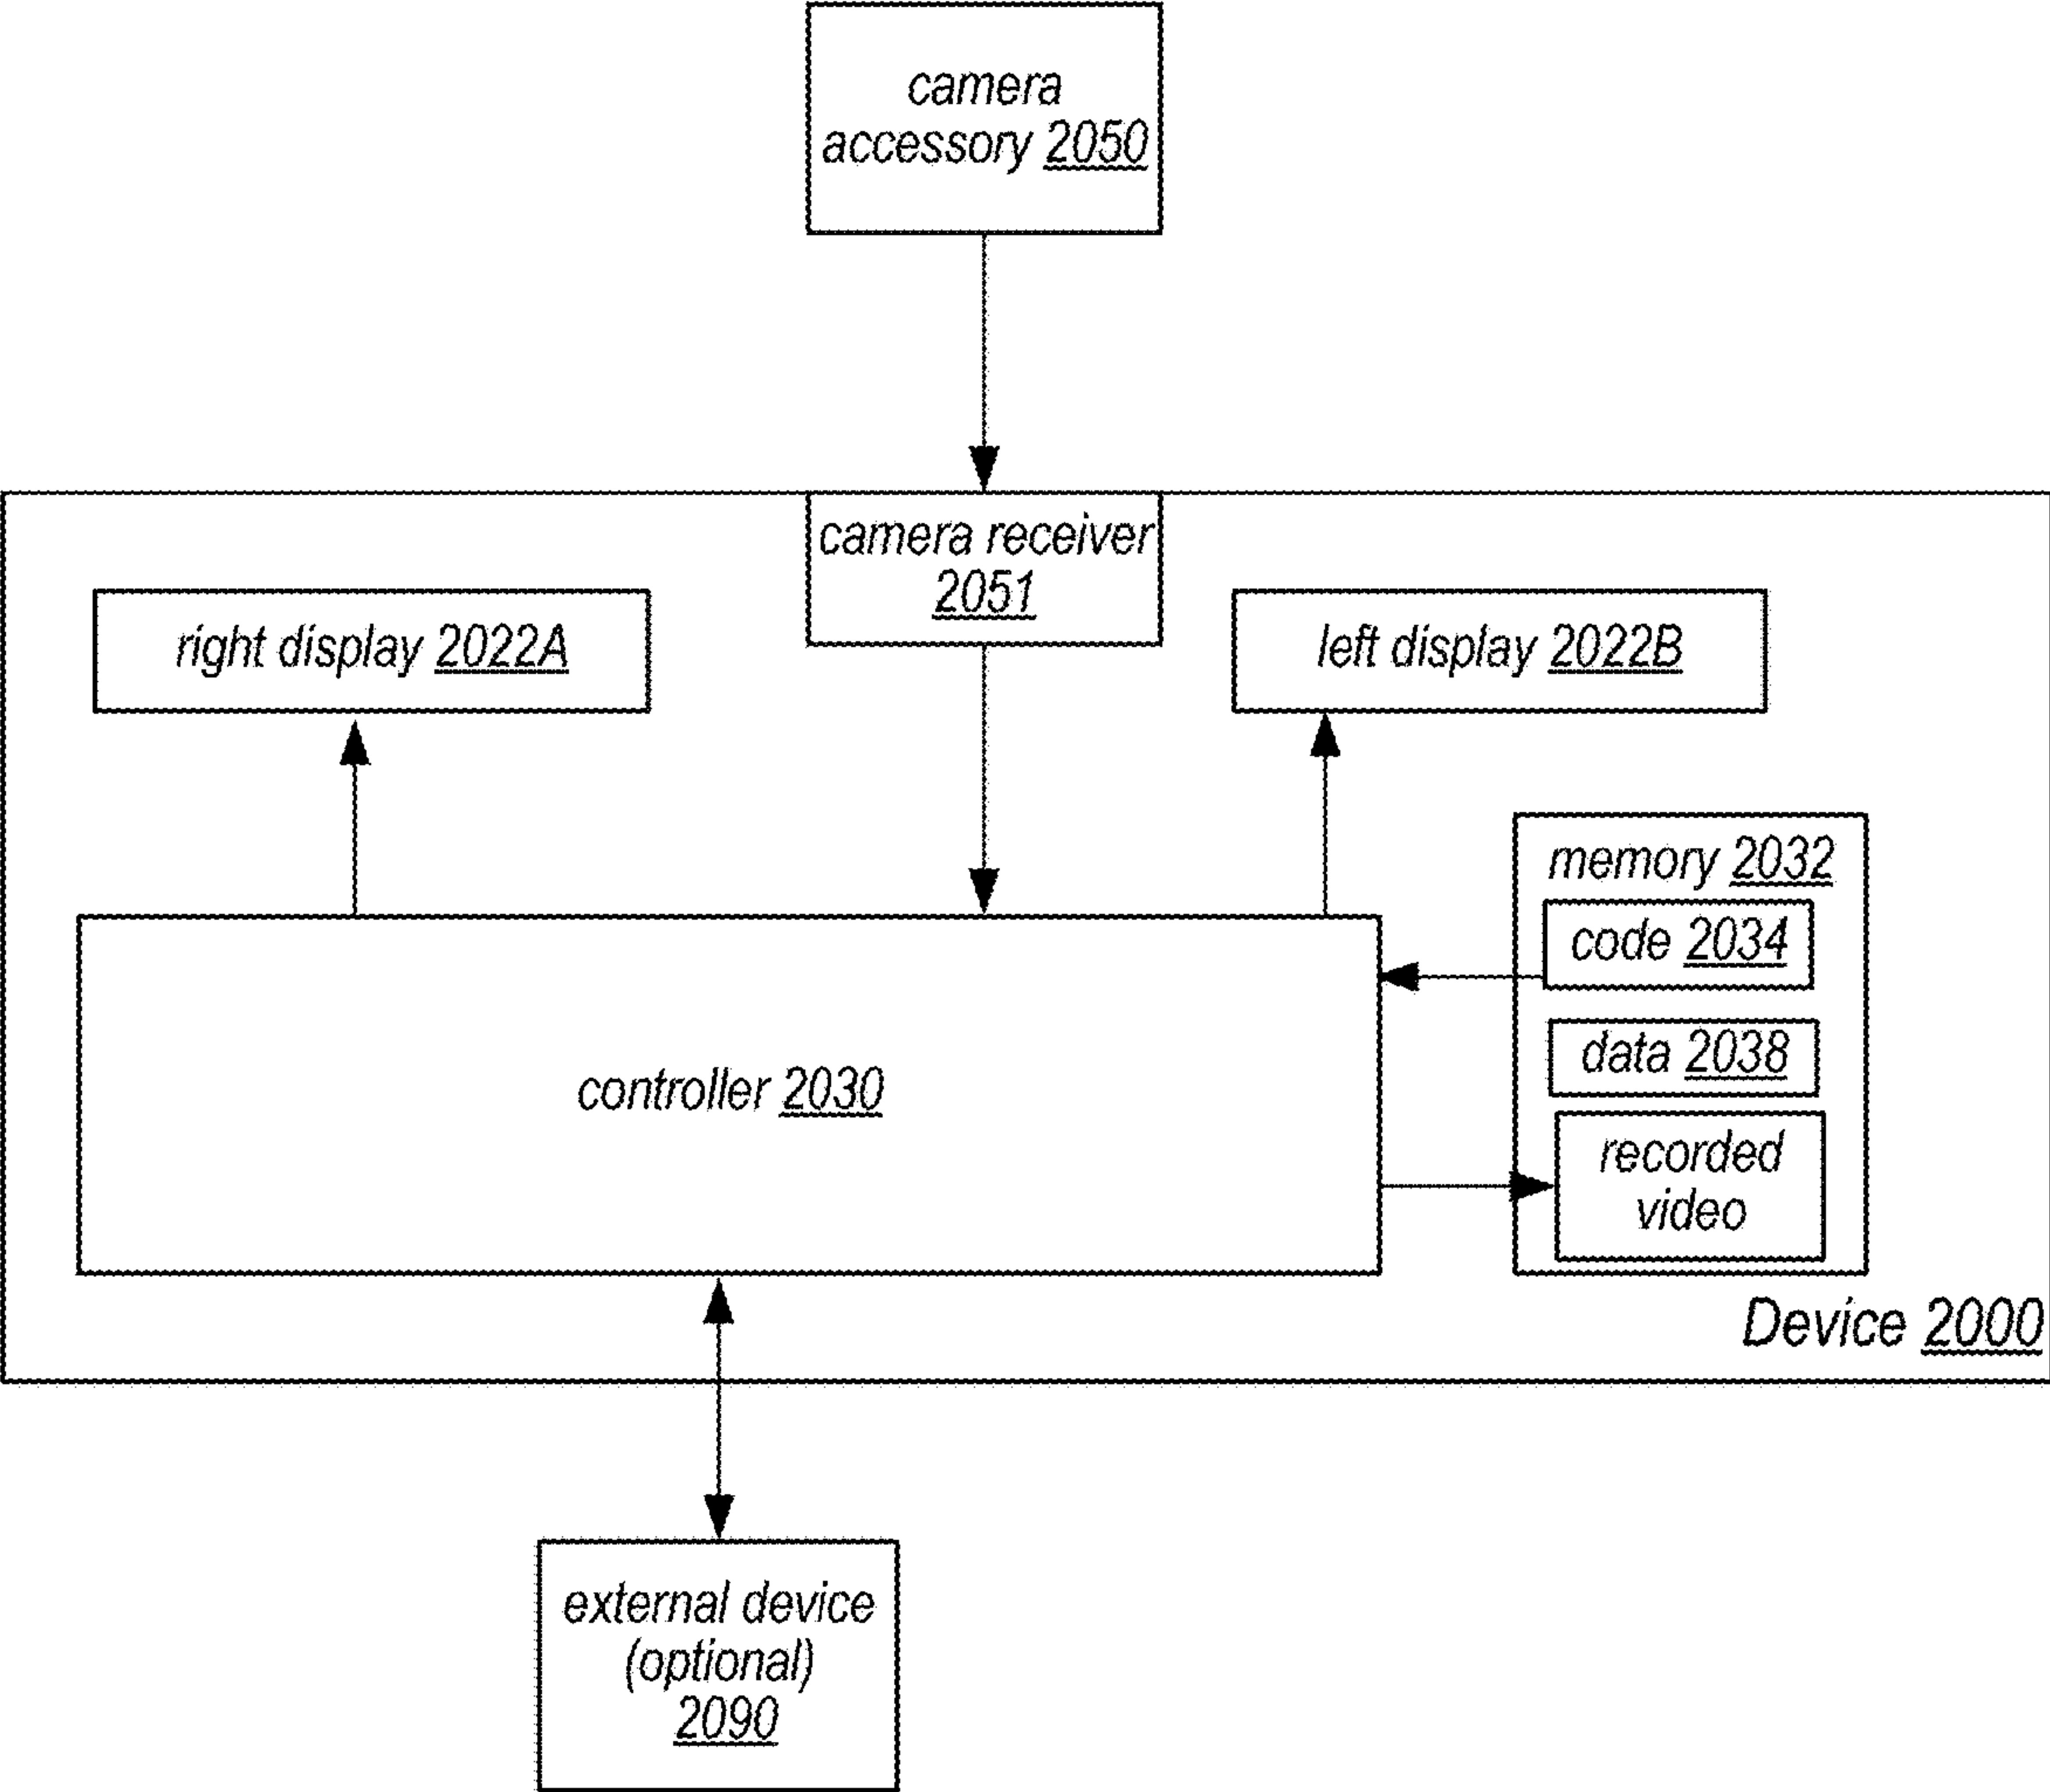 camera
accessory 2050
camera receiver
2051
right display 2022A
left display 2022B
memory 2032
code 2034
data 2038
recorded
video
controller 2030
Device 2000
external device
(optional)
2090